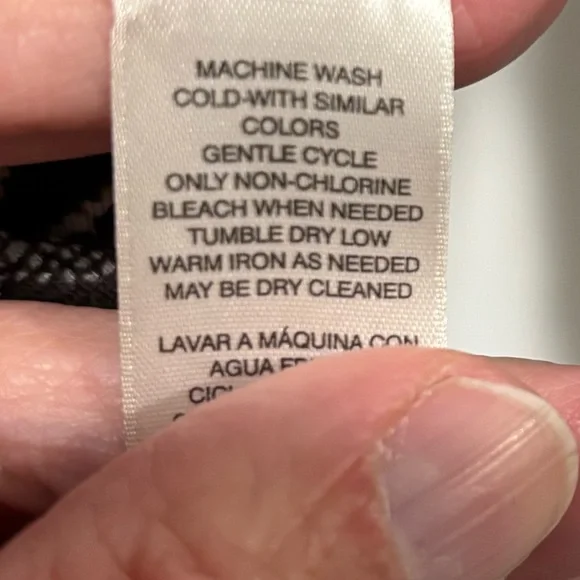 MACHINE WASH
COLD-WITH SIMILAR
COLORS
GENTLE CYCLE
ONLY NON-CHLORINE
BLEACH WHEN NEEDED
TUMBLE DRY LOW
WARM IRON AS NEEDED
MAY BE DRY CLEANED
LAVAR A MÁQUINA CON
AGUA